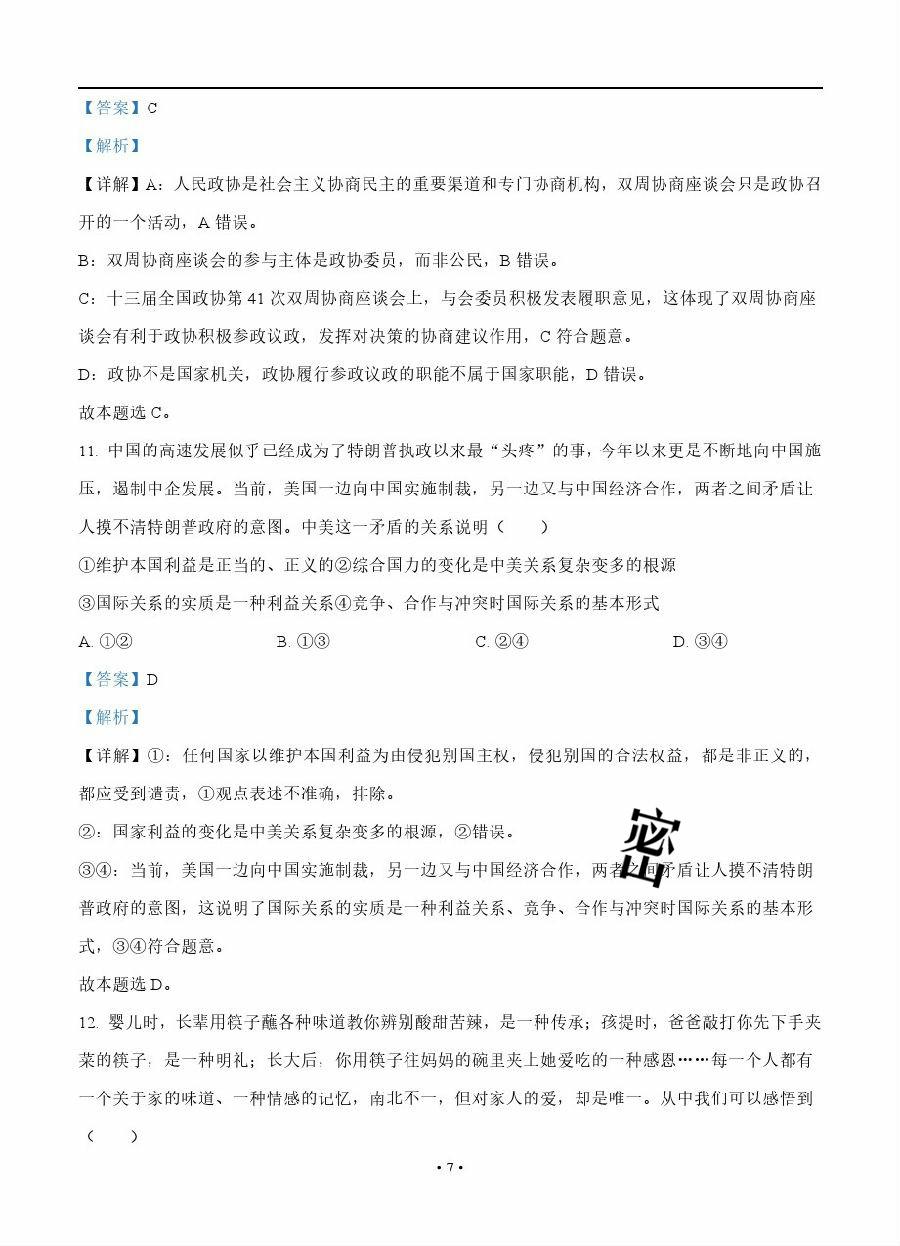 【答案】C
【解析】
【详解】A：人民政协是社会主义协商民主的重要渠道和专门协商机构，双周协商座谈会只是政协召
开的一个活动，A 错误。
B：双周协商座谈会的参与主体是政协委员，而非公民，B 错误。
C：十三届全国政协第 41 次双周协商座谈会上，与会委员积极发表履职意见，这体现了双周协商座
谈会有利于政协积极参政议政，发挥对决策的协商建议作用，C 符合题意。
D：政协不是国家机关，政协履行参政议政的职能不属于国家职能，D 错误。
故本题选 C。
11. 中国的高速发展似乎已经成为了特朗普执政以来最“头疼”的事，今年以来更是不断地向中国施
压，遏制中企发展。当前，美国一边向中国实施制裁，另一边又与中国经济合作，两者之间矛盾让
人摸不清特朗普政府的意图。中美这一矛盾的关系说明（　　）
①维护本国利益是正当的、正义的②综合国力的变化是中美关系复杂变多的根源
③国际关系的实质是一种利益关系④竞争、合作与冲突时国际关系的基本形式
A. ①② B. ①③ C. ②④ D. ③④
【答案】D
【解析】
【详解】①：任何国家以维护本国利益为由侵犯别国主权，侵犯别国的合法权益，都是非正义的，
都应受到谴责，①观点表述不准确，排除。
②：国家利益的变化是中美关系复杂变多的根源，②错误。
③④：当前，美国一边向中国实施制裁，另一边又与中国经济合作，两者之间矛盾让人摸不清特朗
普政府的意图，这说明了国际关系的实质是一种利益关系、竞争、合作与冲突时国际关系的基本形
式，③④符合题意。
密
故本题选 D。
12. 婴儿时，长辈用筷子蘸各种味道教你辨别酸甜苦辣，是一种传承；孩提时，爸爸敲打你先下手夹
菜的筷子，是一种明礼；长大后，你用筷子往妈妈的碗里夹上她爱吃的一种感恩……每一个人都有
一个关于家的味道、一种情感的记忆，南北不一，但对家人的爱，却是唯一。从中我们可以感悟到
（　　）
• 7 •